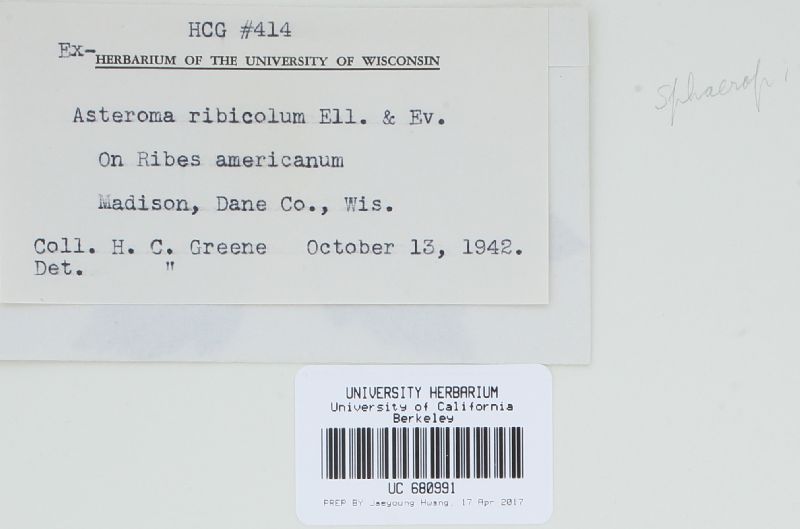 HCG #414
Ex-HERBARIUM OF THE UNIVERSITY OF WISCONSIN
Asteroma ribicolum Ell. & Ev.
On Ribes americanum
Madison, Dane Co., Wis.
Coll. H. C. Greene October 13, 1942.
Det. "
UNIVERSITY HERBARIUM
University of California
Berkeley
UC 680991
PREP BY Jaeyoung Huang, 17 Apr 2017